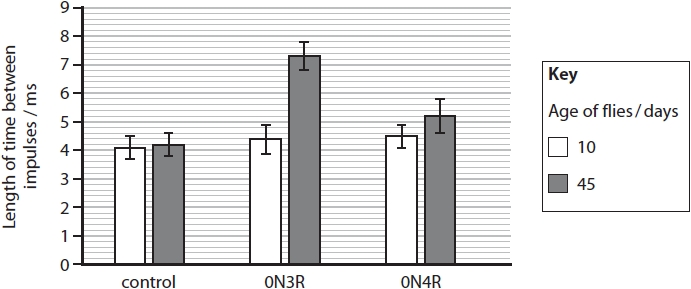 Length of time between
impulses / ms
9
8
7
6
5
4
3
2
1
0
control
0N3R
0N4R
Key
Age of flies / days
10
45